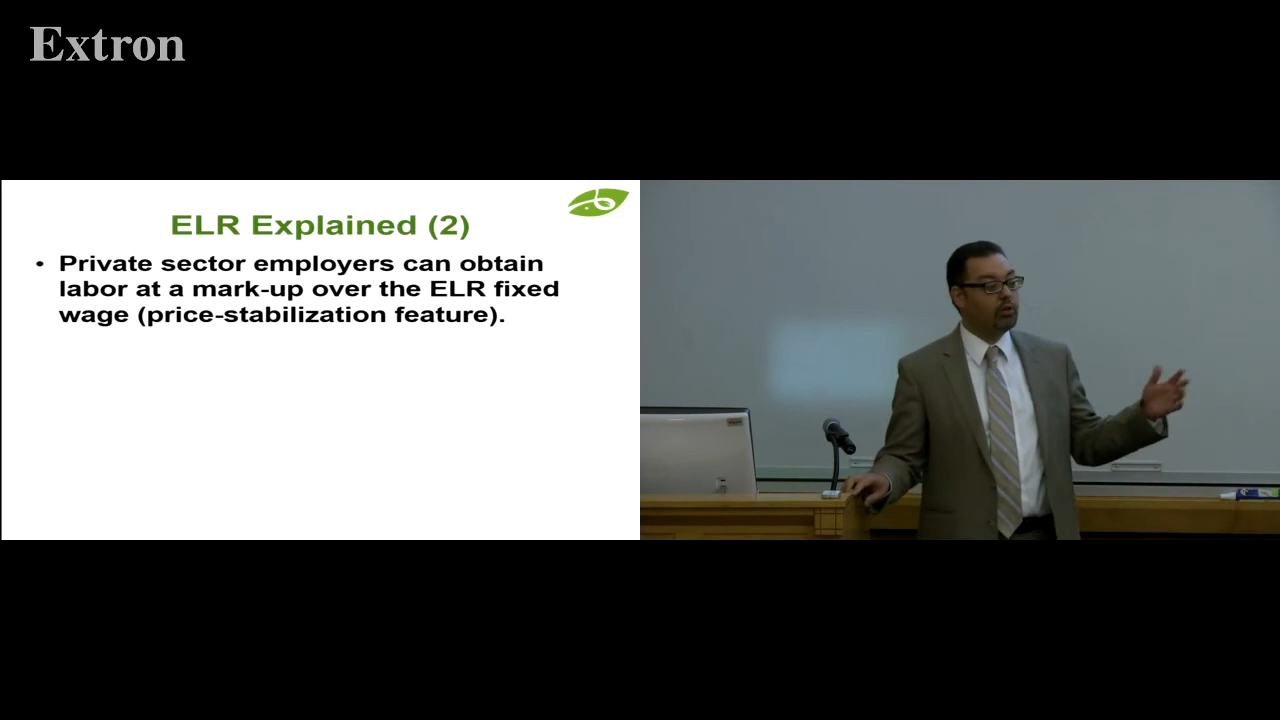 Extron
ELR Explained (2)
• Private sector employers can obtain
labor at a mark-up over the ELR fixed
wage (price-stabilization feature).